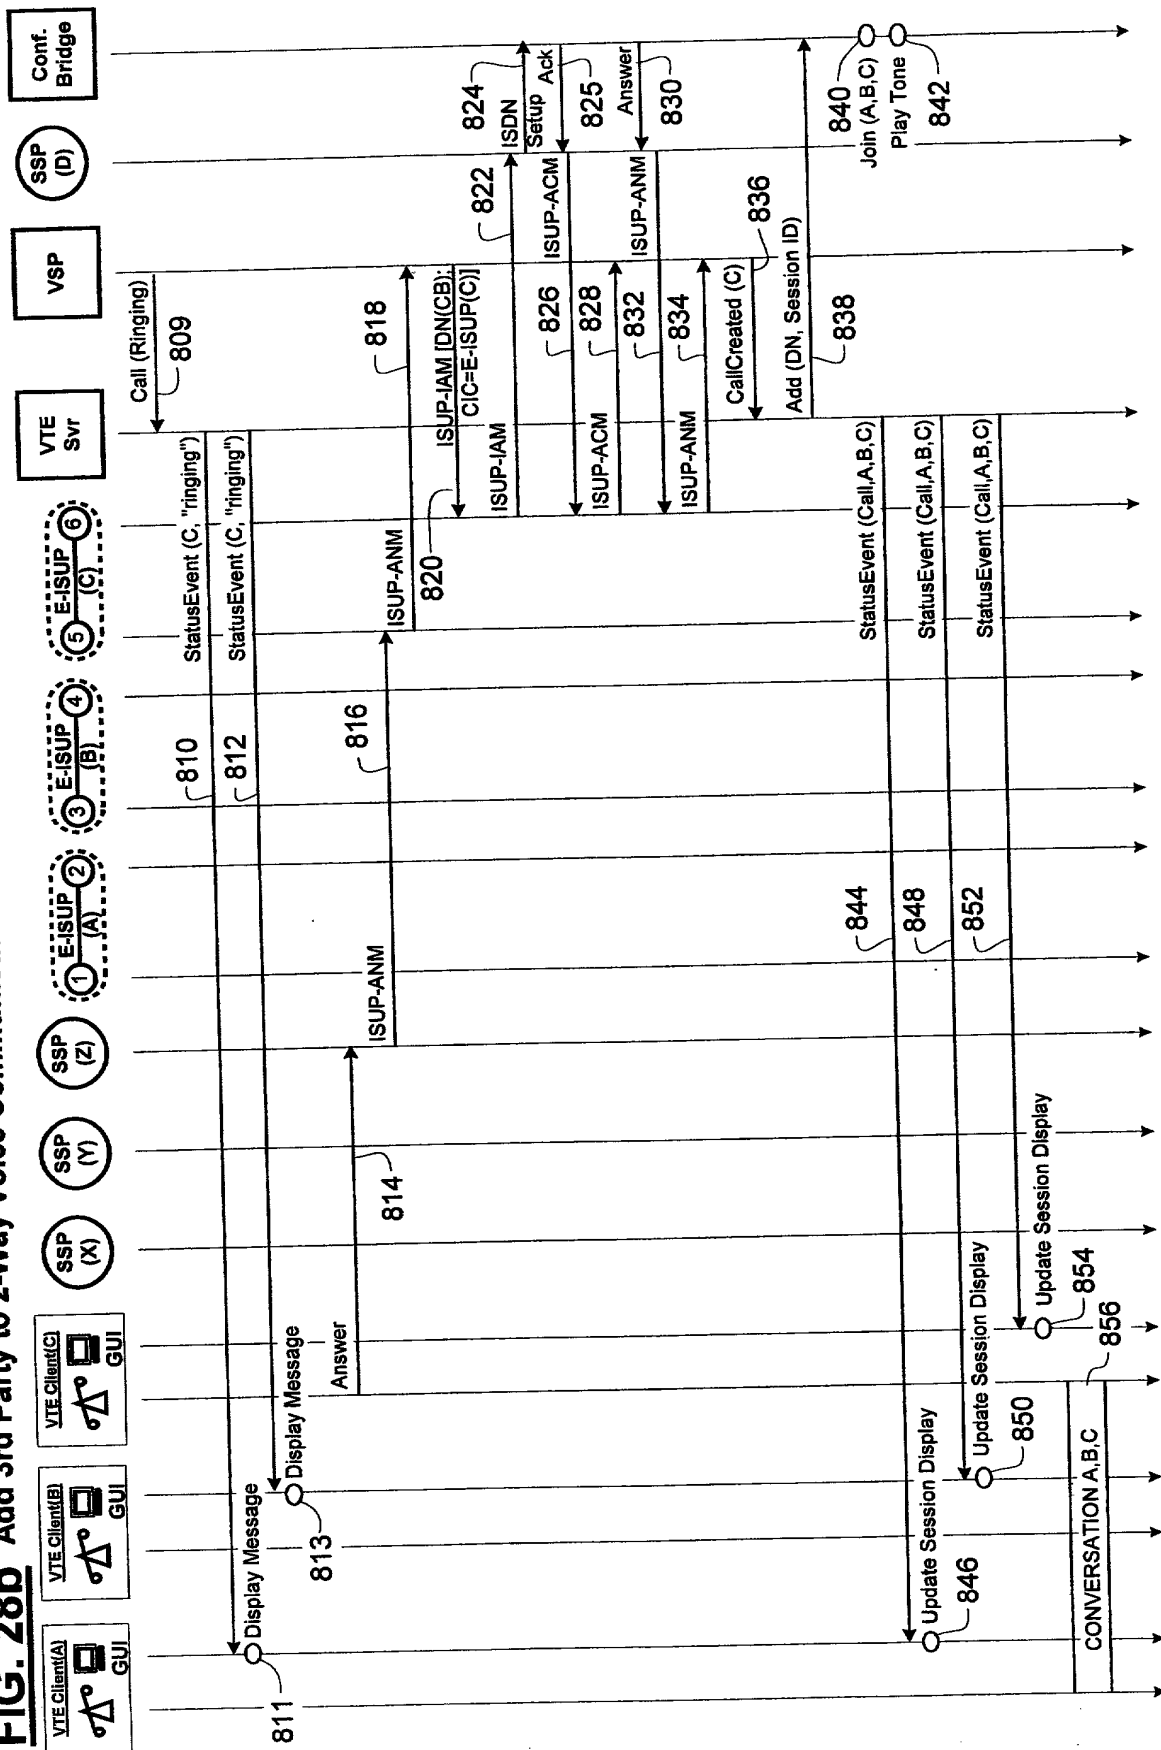 FIG. 28b Add 3rd Party to 2-Way Voice
VTE Client(A)
GUI
VTE Client(B)
GUI
VTE Client(C)
GUI
SSP
(X)
SSP
(Y)
SSP
(Z)
1
E-ISUP
(A)
2
3
E-ISUP
(B)
4
5
E-ISUP
(C)
6
VTE
Svr
VSP
SSP
(D)
Conf.
Bridge
Call (Ringing)
809
StatusEvent (C, "ringing")
810
Display Message
811
StatusEvent (C, "ringing")
812
Display Message
813
Answer
814
ISUP-ANM
816
ISUP-ANM
818
ISUP-IAM [DN(CB);
CIC=E-ISUP(C)]
820
ISUP-IAM
822
ISDN
Setup
824
Ack
825
ISUP-ACM
826
ISUP-ACM
828
Answer
830
ISUP-ANM
832
ISUP-ANM
834
CallCreated (C)
836
Add (DN, Session ID)
838
840
Join (A,B,C)
Play Tone
842
StatusEvent (Call,A,B,C)
844
Update Session Display
846
StatusEvent (Call,A,B,C)
848
Update Session Display
850
StatusEvent (Call,A,B,C)
852
Update Session Display
854
CONVERSATION A,B,C
856